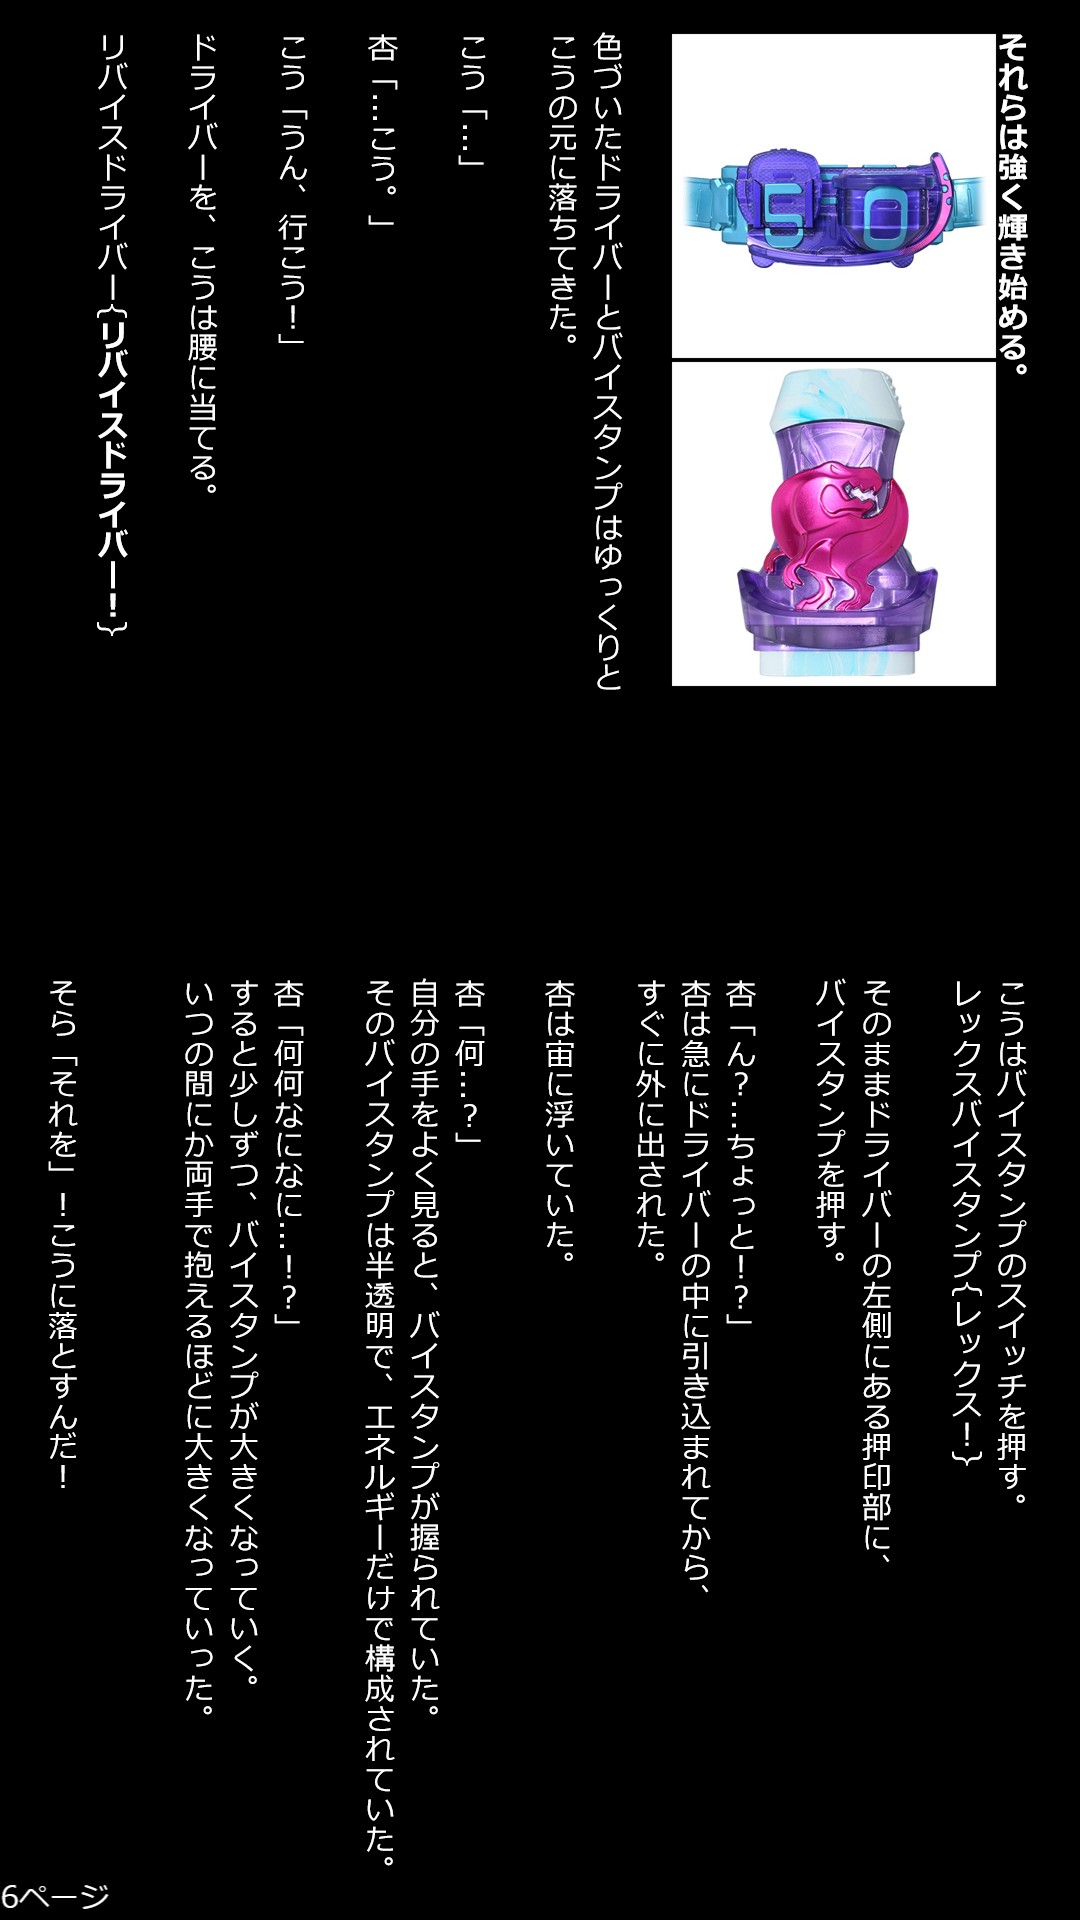 それらは強く輝き始める。
50
色づいたドライバーとバイスタンプはゆっくりと
こうの元に落ちてきた。
こう「…」
杏「…こう。」
こう「うん、行こう！」
ドライバーを、こうは腰に当てる。
リバイスドライバー{リバイスドライバー！}
こうはバイスタンプのスイッチを押す。
レックスバイスタンプ{レックス！}
そのままドライバーの左側にある押印部に、
バイスタンプを押す。
杏「ん？…ちょっと！？」
杏は急にドライバーの中に引き込まれてから、
すぐに外に出された。
杏は宙に浮いていた。
杏「何…？」
自分の手をよく見ると、バイスタンプが握られていた。
そのバイスタンプは半透明で、エネルギーだけで構成されていた。
杏「何何なになに…！？」
すると少しずつ、バイスタンプが大きくなっていく。
いつの間にか両手で抱えるほどに大きくなっていった。
そら「それを」！こうに落とすんだ！
6ページ